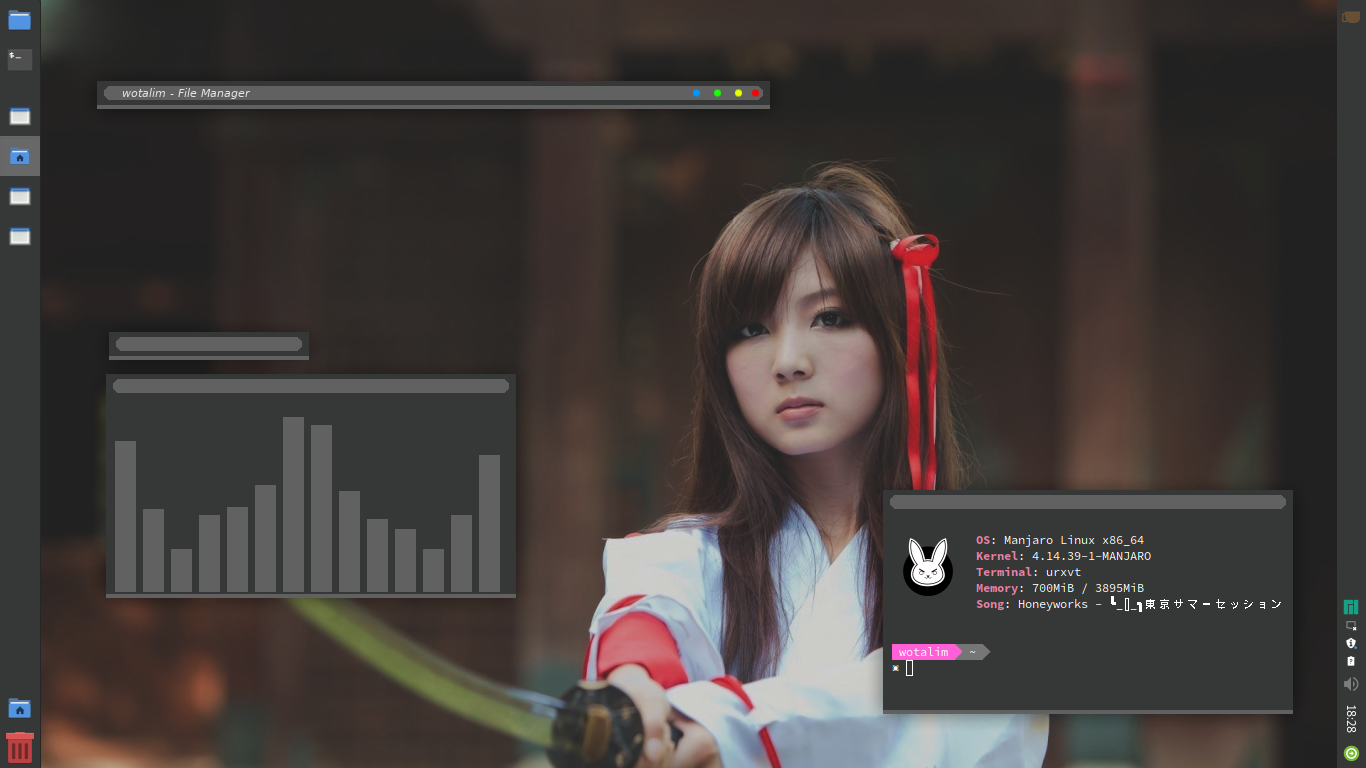 $-
wotalim - File Manager
OS: Manjaro Linux x86_64
Kernel: 4.14.39-1-MANJARO
Terminal: urxvt
Memory: 700MiB / 3895MiB
Song: Honeyworks - ┗_▯_┓東京サマーセッション
wotalim ~
18:28